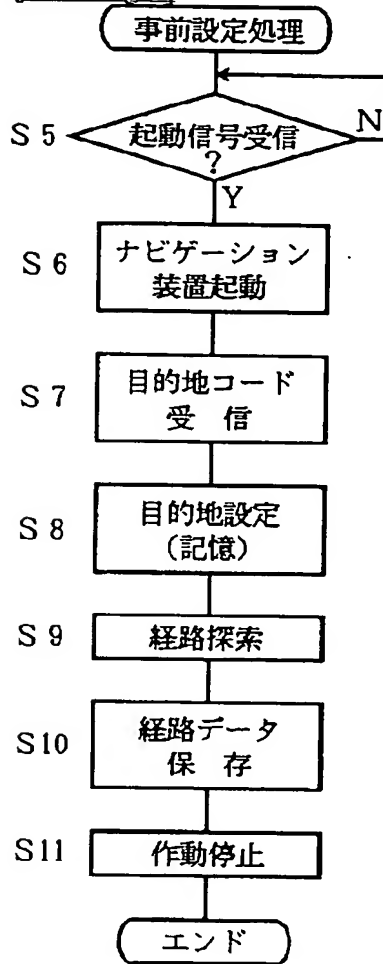 事前設定処理
S5
起動信号受信
?
N
Y
S6
ナビゲーション
装置起動
S7
目的地コード
受 信
S8
目的地設定
(記憶)
S9
経路探索
S10
経路データ
保 存
S11
作動停止
エンド